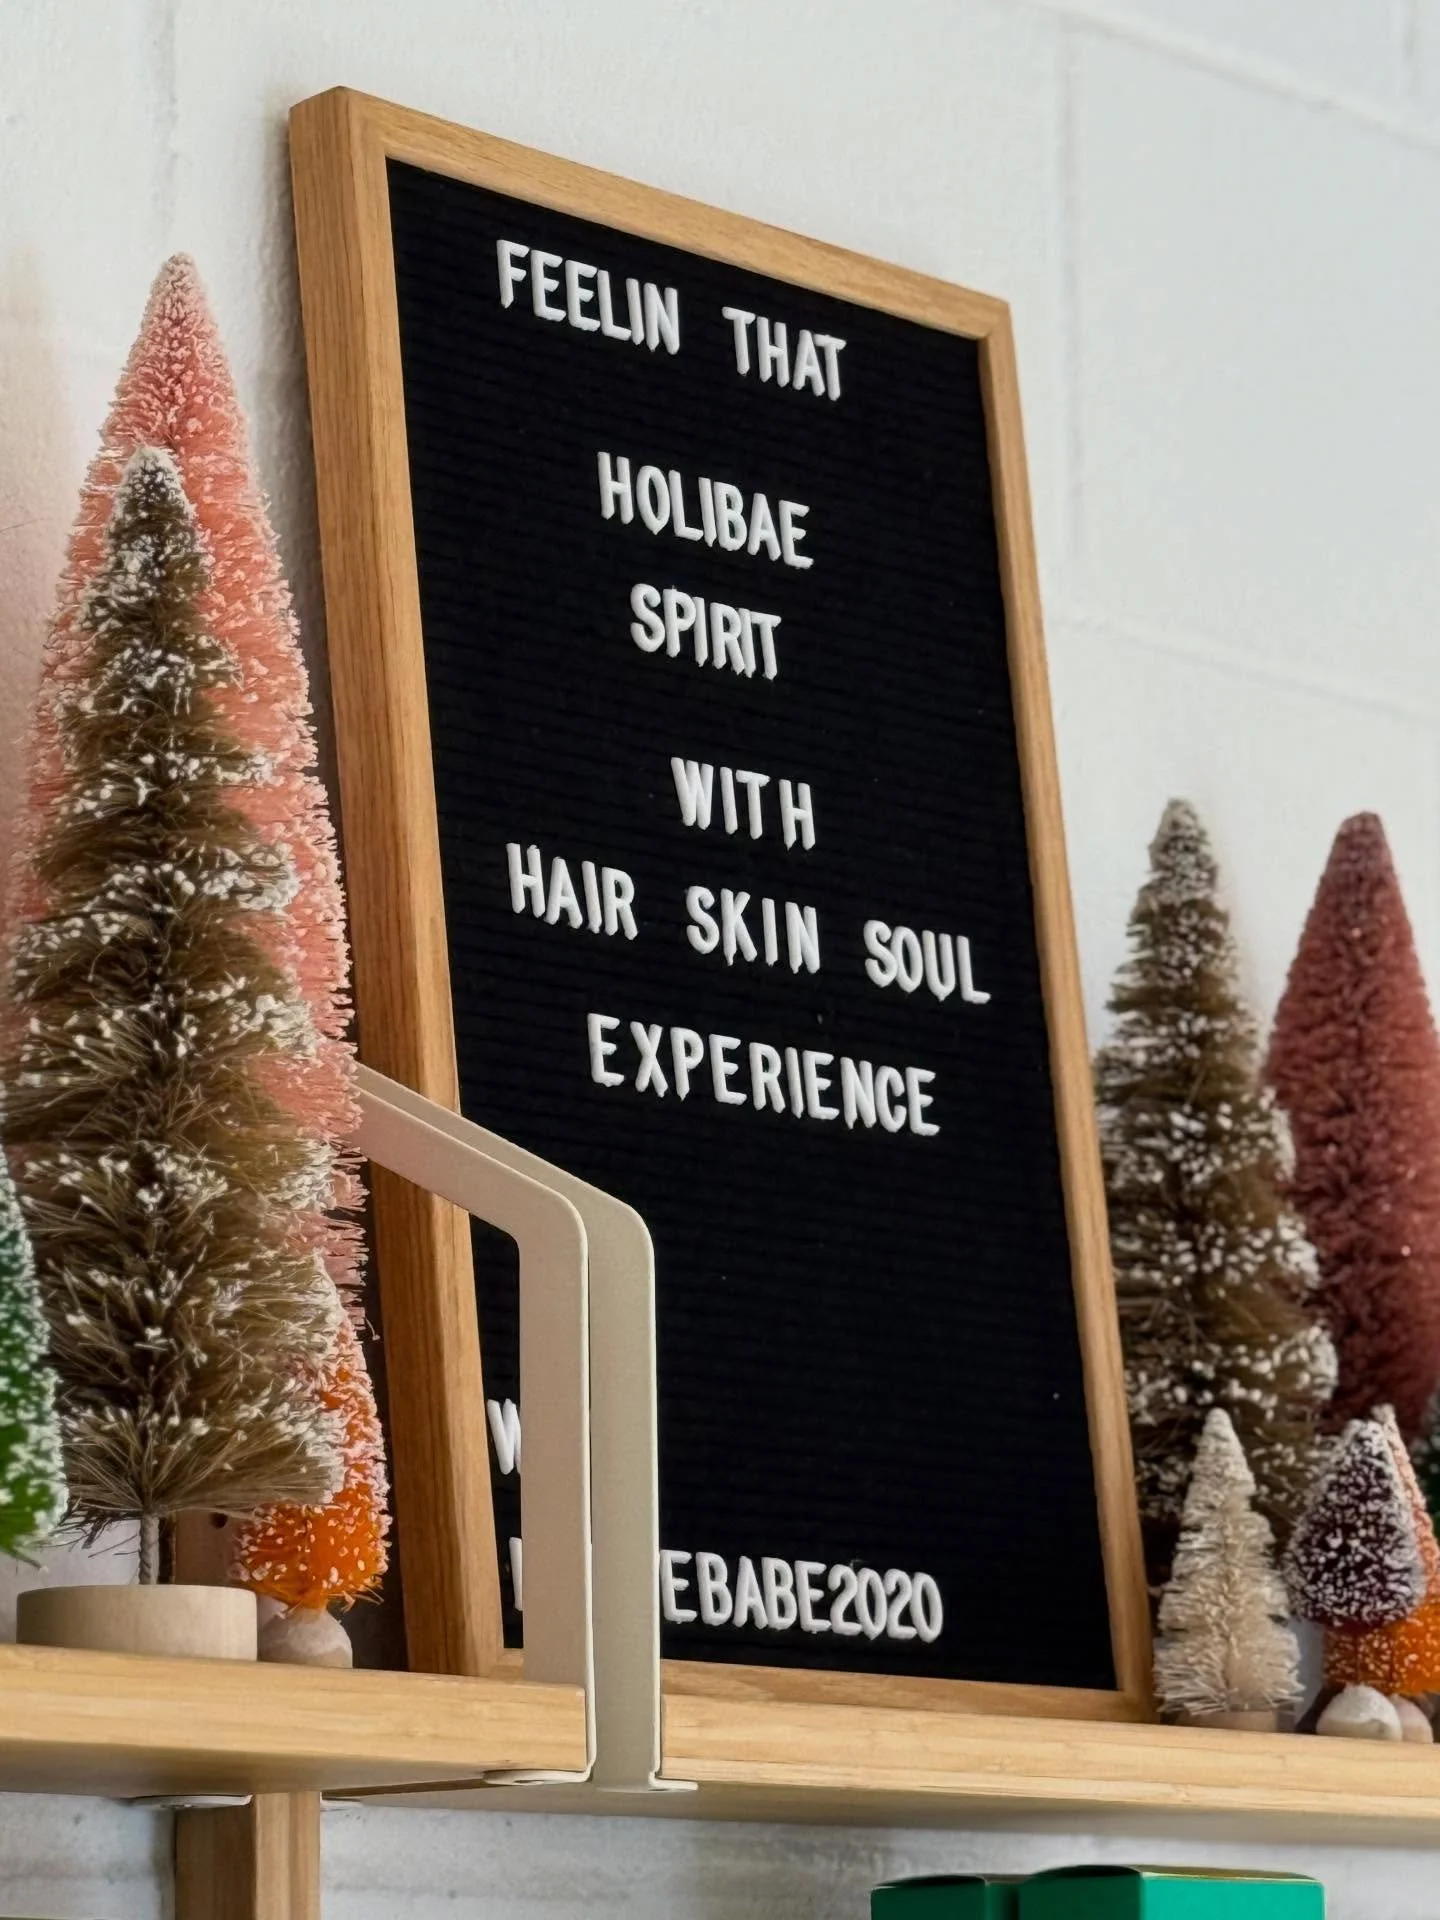 FEELIN THAT
HOLIBAE
SPIRIT
WITH
HAIR SKIN SOUL
EXPERIENCE